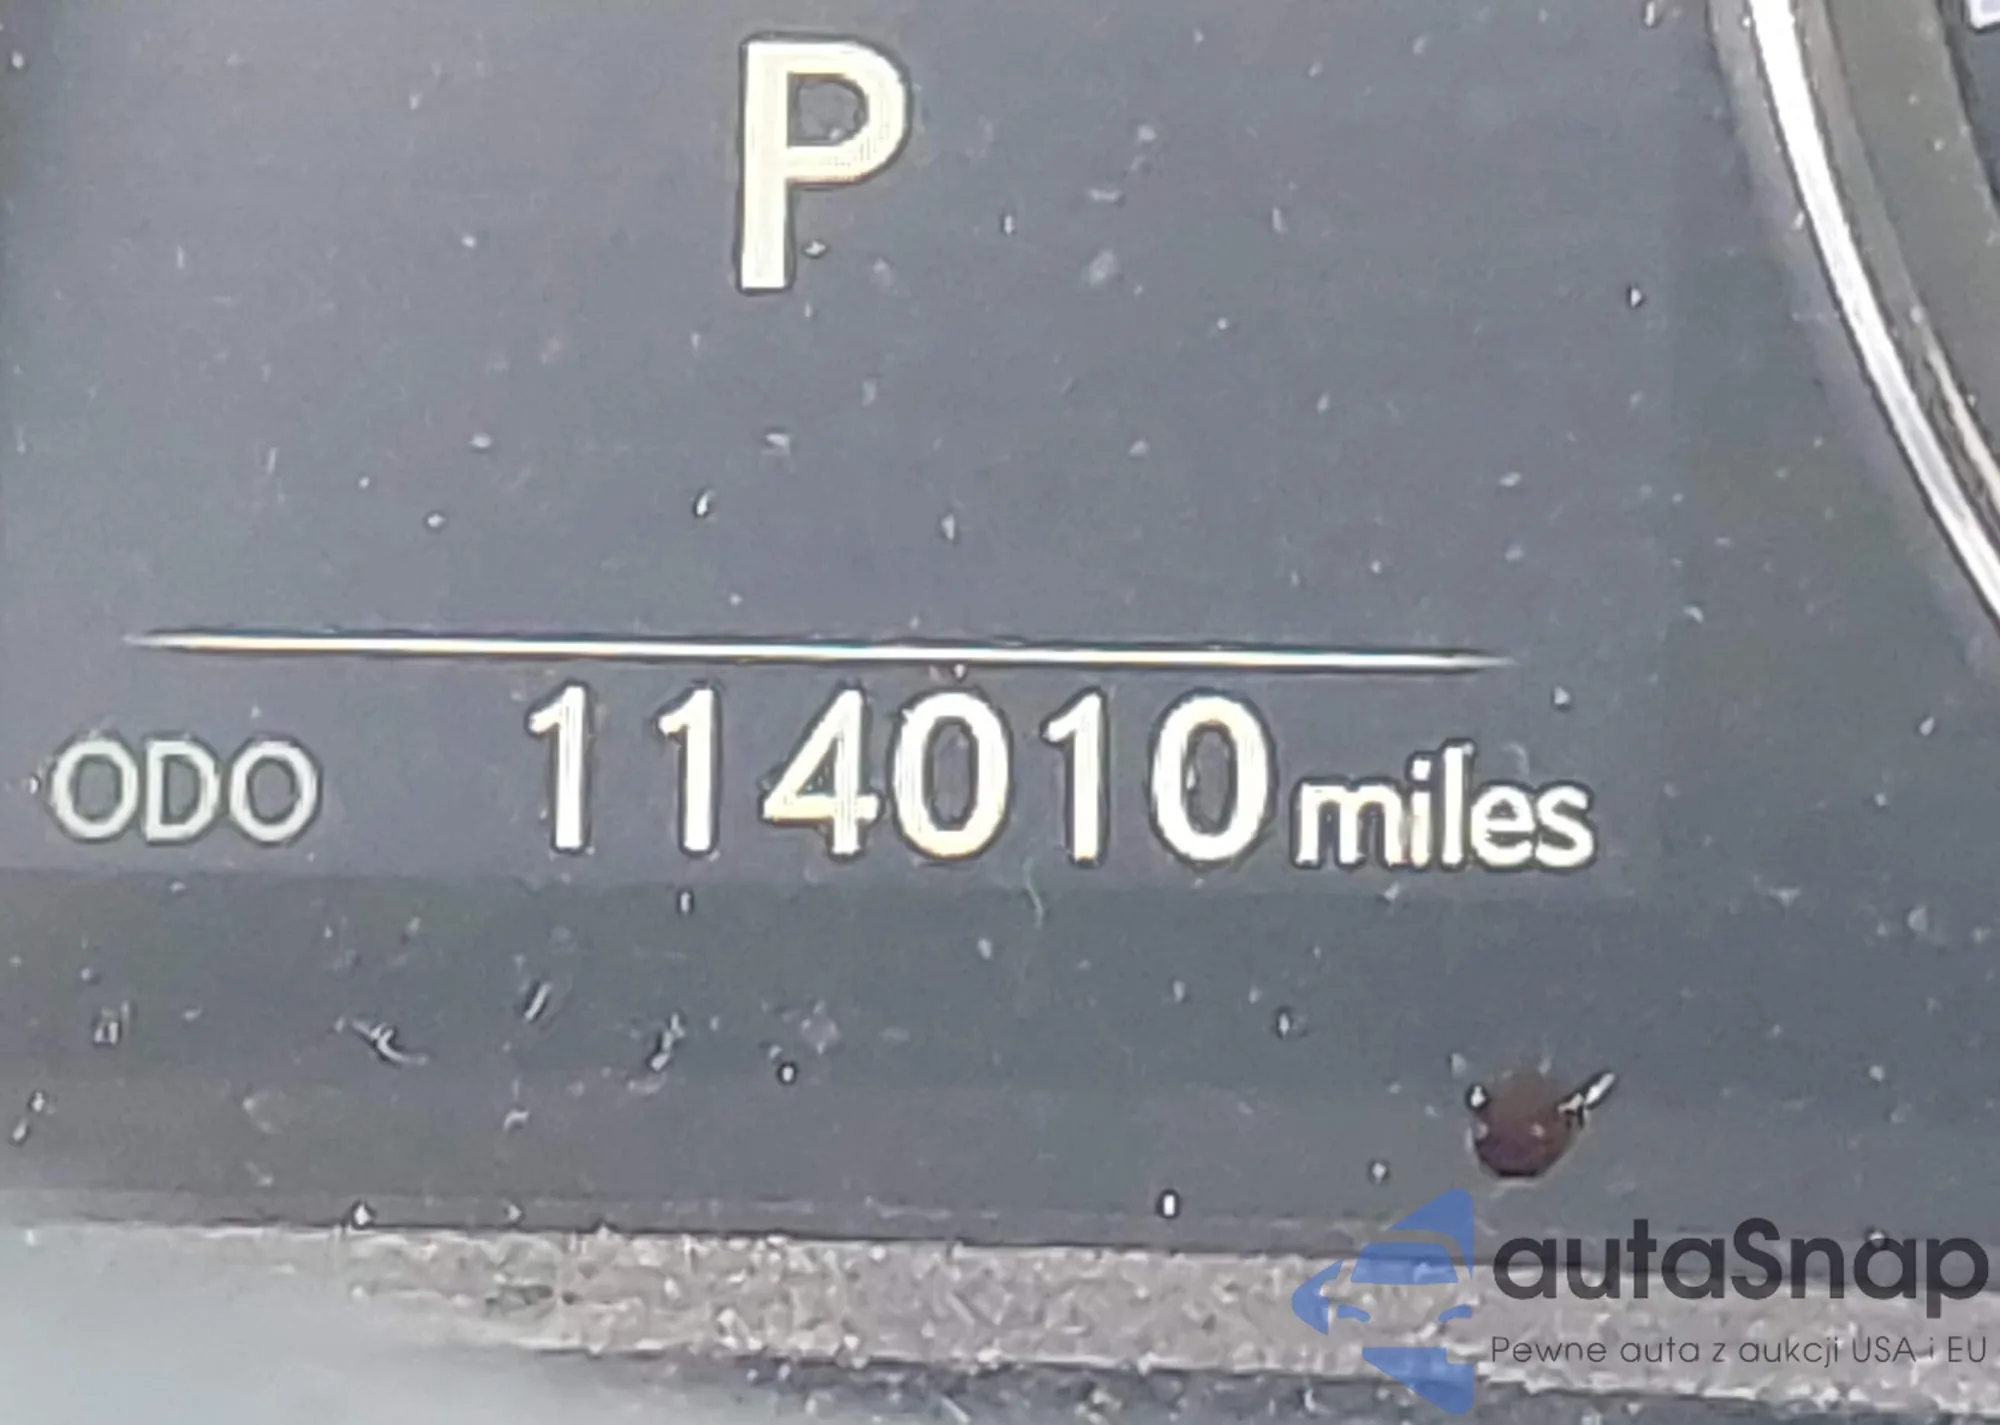 P
ODO 114010 miles
autaSnap
Pewne auta z aukcji USA i EU